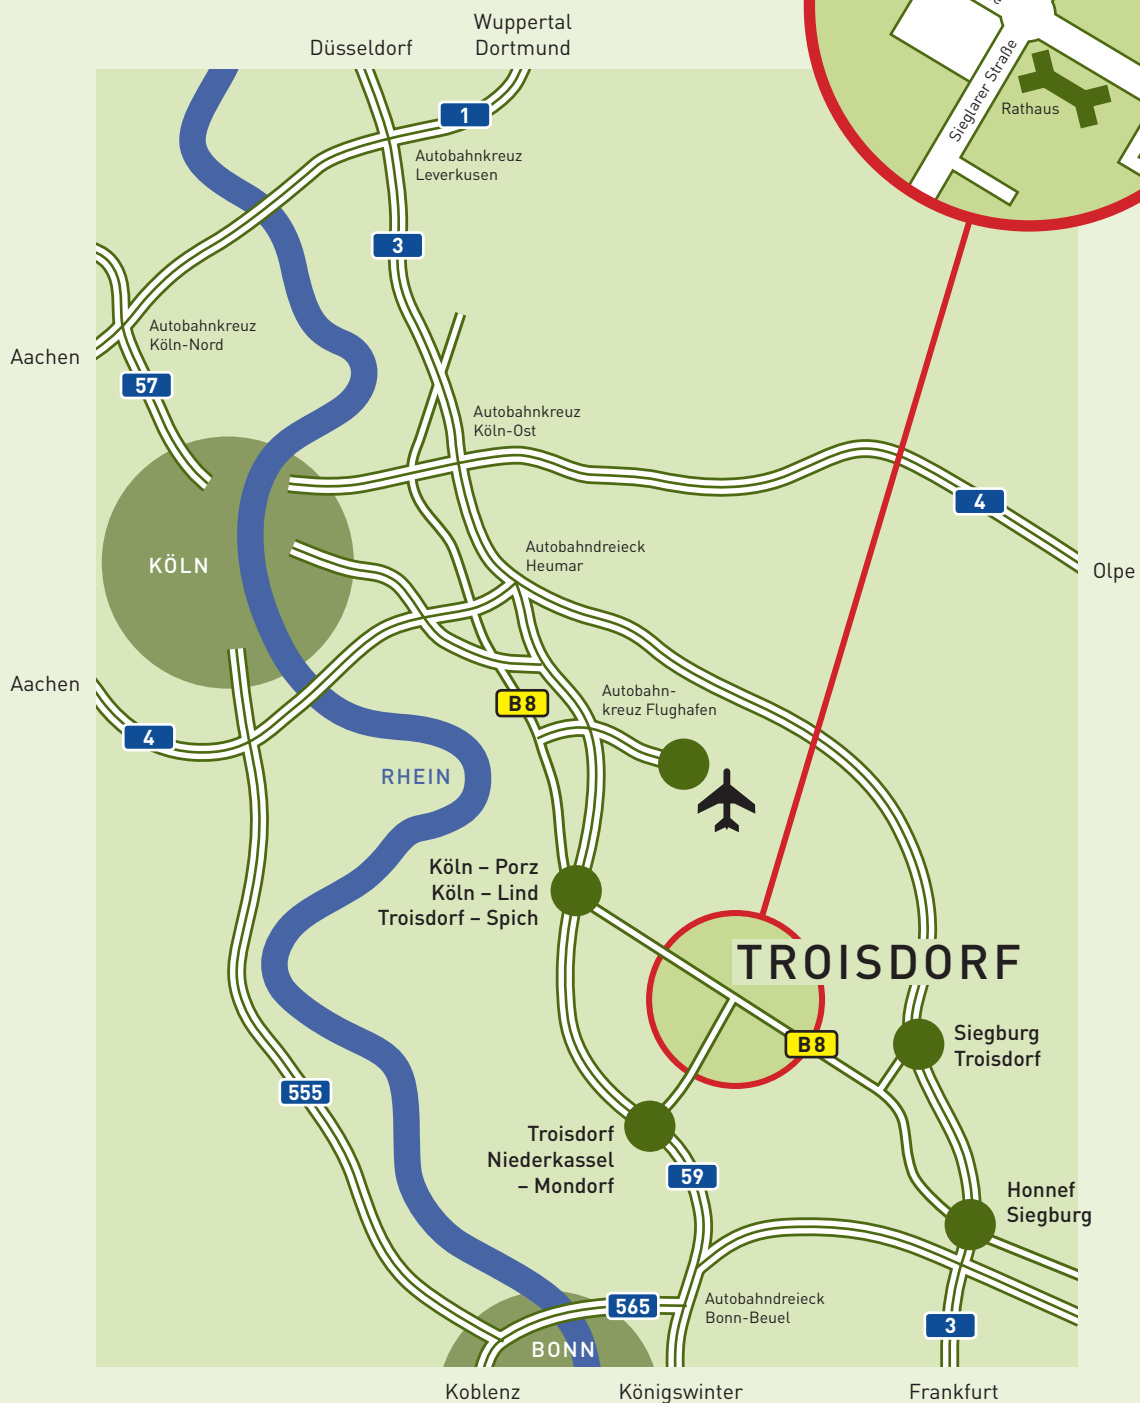 Wuppertal
Düsseldorf
Dortmund
Sieglarer Straße
Rathaus
1
Autobahnkreuz
Leverkusen
3
Autobahnkreuz
Köln-Nord
Aachen
57
Autobahnkreuz
Köln-Ost
4
Autobahndreieck
Heumar
KÖLN
Olpe
Aachen
B8
Autobahn-
kreuz Flughafen
4
RHEIN
Köln – Porz
Köln – Lind
Troisdorf – Spich
TROISDORF
B8
Siegburg
Troisdorf
555
Troisdorf
Niederkassel
– Mondorf
59
Honnef
Siegburg
565
Autobahndreieck
Bonn-Beuel
3
BONN
Koblenz
Königswinter
Frankfurt